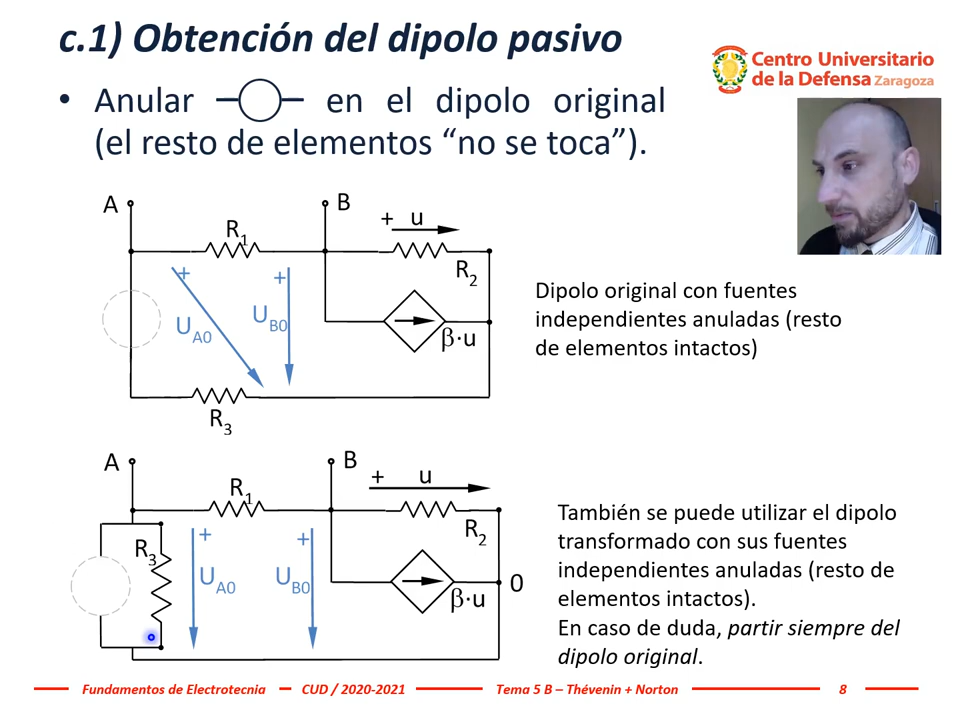 c.1) Obtención del dipolo pasivo
Centro Universitario
de la Defensa Zaragoza
• Anular en el dipolo original
(el resto de elementos “no se toca”).
A
B
+ u
R1
R2
+
+
UA0
UB0
β·u
R3
Dipolo original con fuentes
independientes anuladas (resto
de elementos intactos)
A
B
+ u
R1
R2
R3
+
+
UA0
UB0
β·u
0
También se puede utilizar el dipolo
transformado con sus fuentes
independientes anuladas (resto de
elementos intactos).
En caso de duda, partir siempre del
dipolo original.
Fundamentos de Electrotecnia
CUD / 2020-2021
Tema 5 B – Thévenin + Norton
8